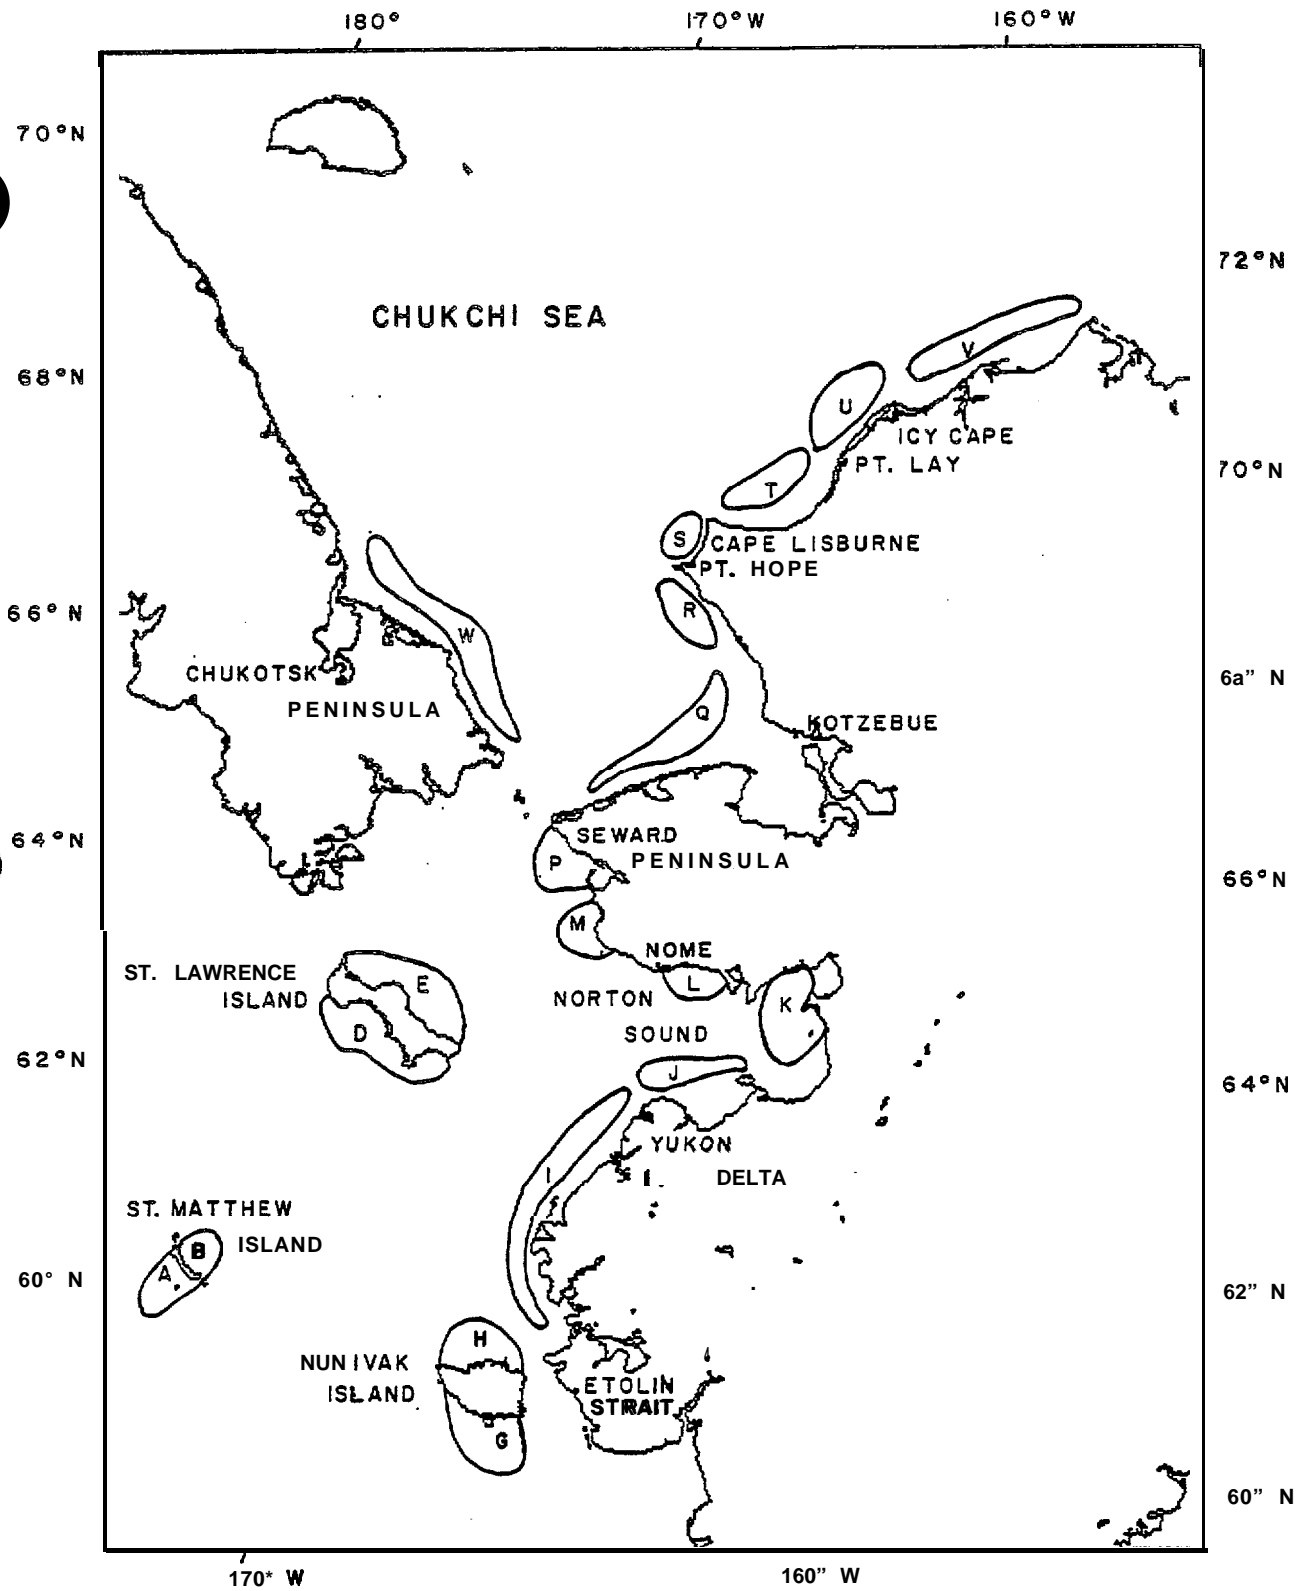 180° 170°W 160°W
70°N
72°N
CHUKCHI SEA
V
68°N
U
ICY CAPE
PT. LAY
70°N
T
S
CAPE LISBURNE
PT. HOPE
66°N
R
W
CHUKOTSK
6a" N
PENINSULA
Q
KOTZEBUE
SEWARD
64°N
P
PENINSULA
66°N
M
NOME
ST. LAWRENCE
ISLAND
E
L
NORTON
K
D
SOUND
62°N
J
64°N
YUKON
I
DELTA
ST. MATTHEW
B
ISLAND
A
60° N
62" N
H
NUNIVAK
ISLAND
ETOLIN
STRAIT
G
60" N
170* W
160" W